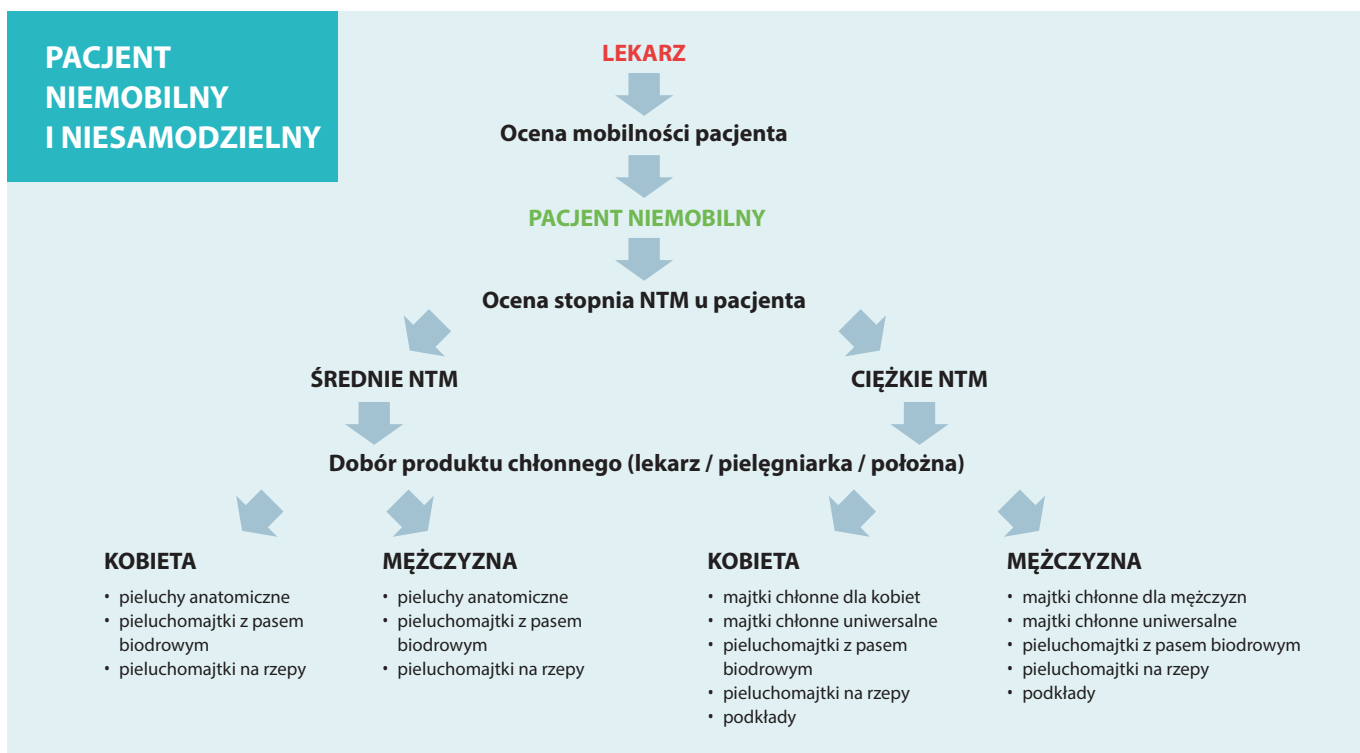 PACJENT
NIEMOBILNY
I NIESAMODZIELNY
LEKARZ
Ocena mobilności pacjenta
PACJENT NIEMOBILNY
Ocena stopnia NTM u pacjenta
ŚREDNIE NTM
CIĘŻKIE NTM
Dobór produktu chłonnego (lekarz / pielęgniarka / położna)
KOBIETA
• pieluchy anatomiczne
• pieluchomajtki z pasem
biodrowym
• pieluchomajtki na rzepy
MĘŻCZYZNA
• pieluchy anatomiczne
• pieluchomajtki z pasem
biodrowym
• pieluchomajtki na rzepy
KOBIETA
• majtki chłonne dla kobiet
• majtki chłonne uniwersalne
• pieluchomajtki z pasem
biodrowym
• pieluchomajtki na rzepy
• podkłady
MĘŻCZYZNA
• majtki chłonne dla mężczyzn
• majtki chłonne uniwersalne
• pieluchomajtki z pasem biodrowym
• pieluchomajtki na rzepy
• podkłady